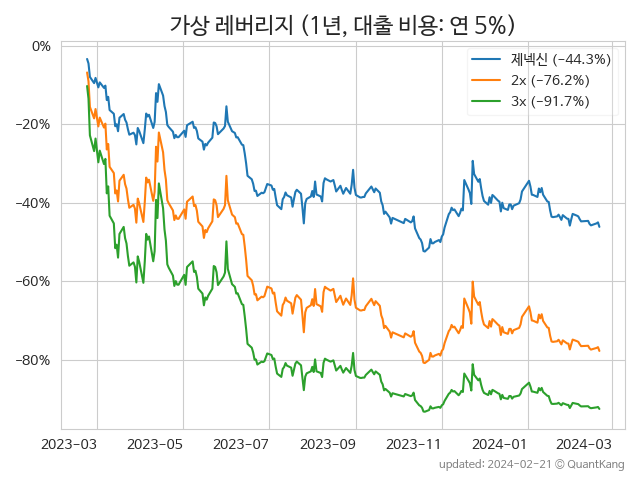 가상 레버리지 (1년, 대출 비용: 연 5%)
제넥신 (−44.3%)
2x (−76.2%)
3x (−91.7%)
0%
−20%
−40%
−60%
−80%
2023−03 2023−05 2023−07 2023−09 2023−11 2024−01 2024−03
updated: 2024−02−21 © QuantKang